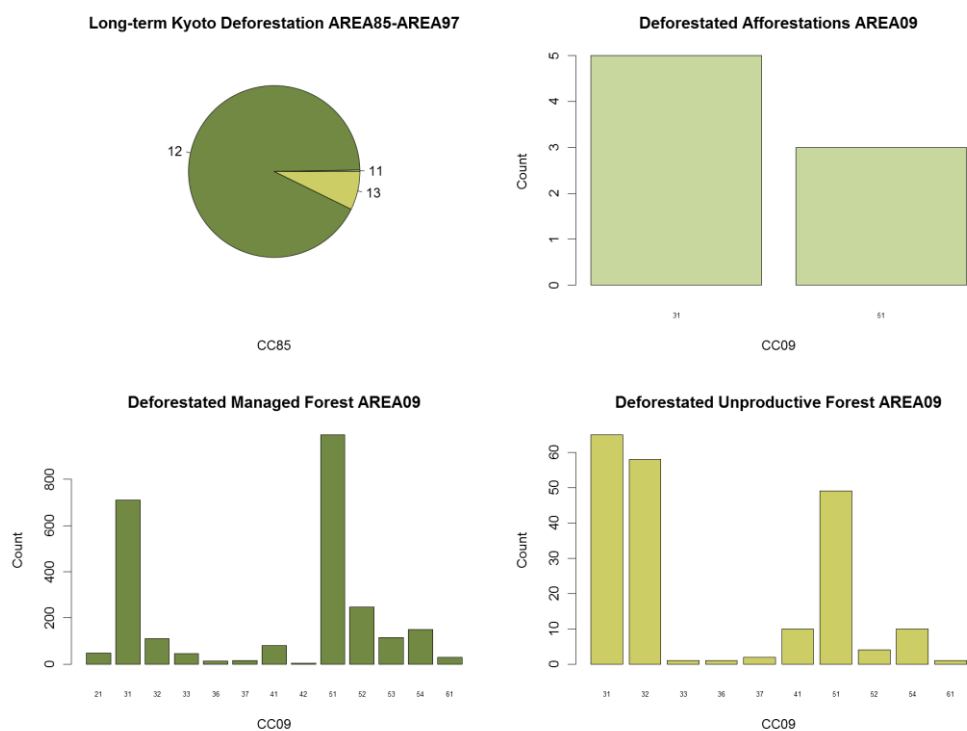 Long-term Kyoto Deforestation AREA85-AREA97
12
11
13
CC85
Deforestated Afforestations AREA09
Count
5
4
3
2
1
0
31 61
CC09
Deforestated Managed Forest AREA09
Count
800
600
400
200
0
21 31 32 33 36 37 41 42 51 52 53 54 61
CC09
Deforestated Unproductive Forest AREA09
Count
60
50
40
30
20
10
0
31 32 33 36 37 41 51 52 54 61
CC09